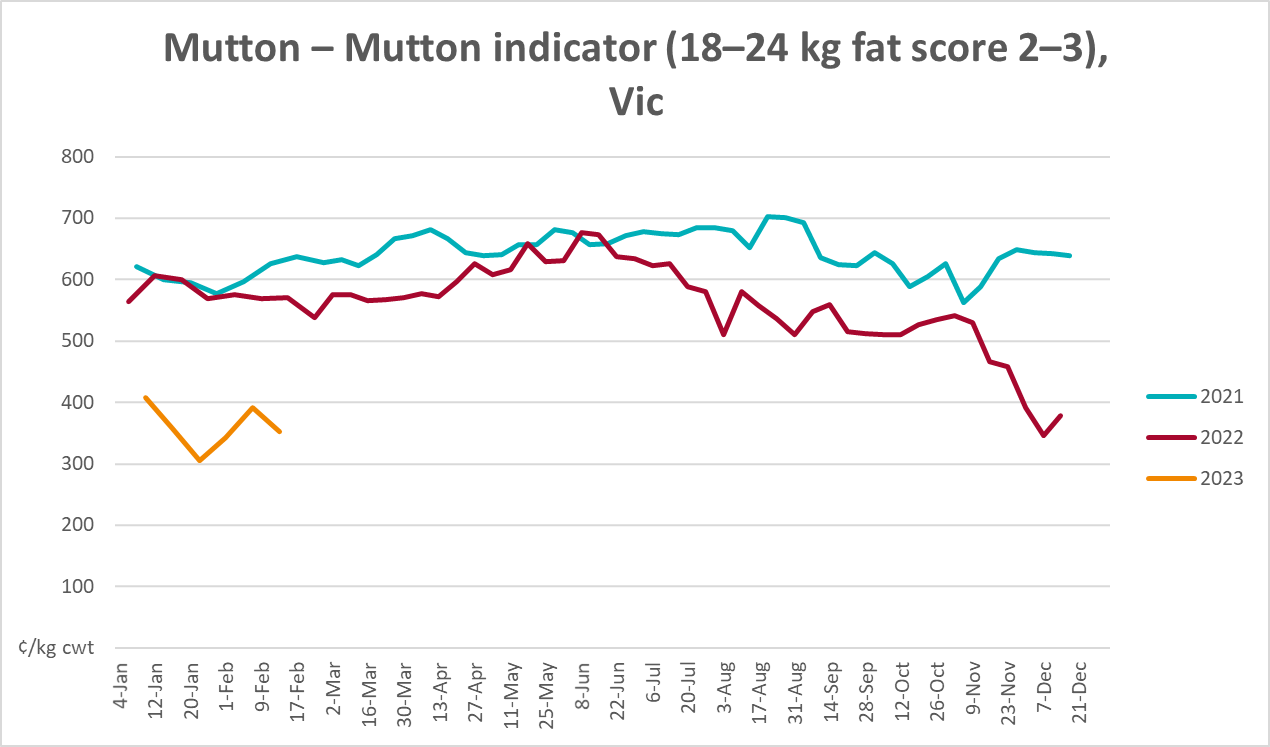 Mutton – Mutton indicator (18–24 kg fat score 2–3),
Vic
800
700
600
500
400
300
200
100
¢/kg cwt
4-Jan
12-Jan
20-Jan
1-Feb
9-Feb
17-Feb
2-Mar
16-Mar
30-Mar
13-Apr
27-Apr
11-May
25-May
8-Jun
22-Jun
6-Jul
20-Jul
3-Aug
17-Aug
31-Aug
14-Sep
28-Sep
12-Oct
26-Oct
9-Nov
23-Nov
7-Dec
21-Dec
2021
2022
2023